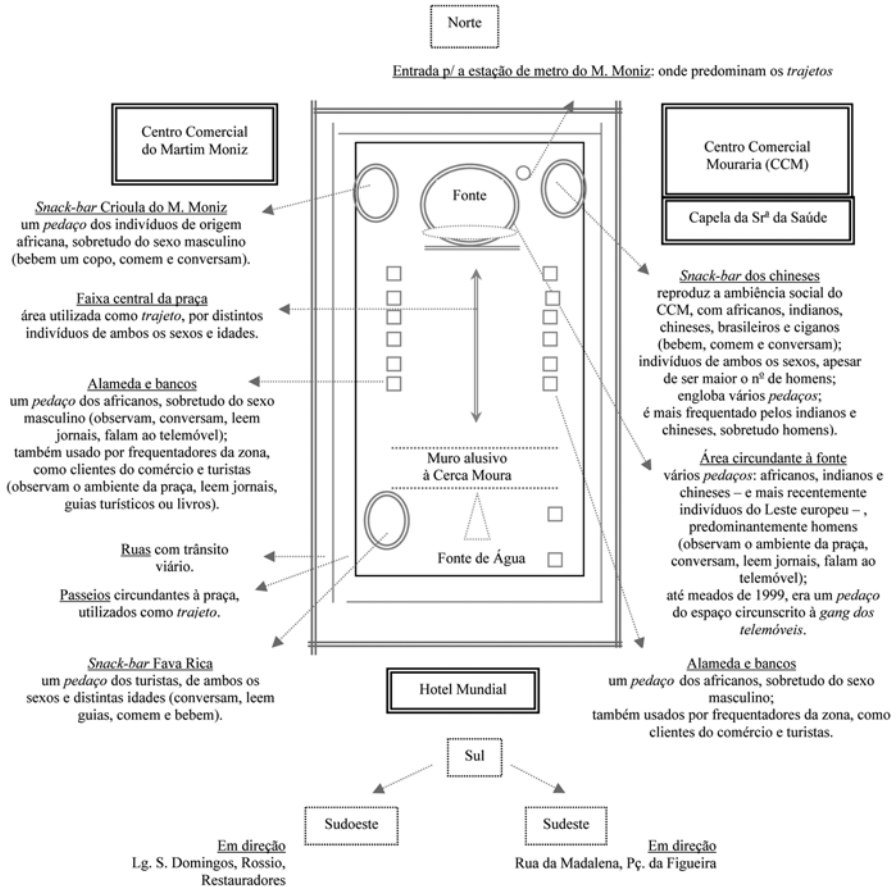 Norte
Entrada p/ a estação de metro do M. Moniz: onde predominam os trajetos
Centro Comercial
do Martim Moniz
Centro Comercial
Mouraria (CCM)
Capela da Srª da Saúde
Fonte
Snack-bar Crioula do M. Moniz
um pedaço dos indivíduos de origem
africana, sobretudo do sexo masculino
(bebem um copo, comem e conversam).
Faixa central da praça
área utilizada como trajeto, por distintos
indivíduos de ambos os sexos e idades.
Alameda e bancos
um pedaço dos africanos, sobretudo do sexo
masculino (observam, conversam, leem
jornais, falam ao telemóvel);
também usado por frequentadores da zona,
como clientes do comércio e turistas
(observam o ambiente da praça, leem jornais,
guias turísticos ou livros).
Ruas com trânsito
viário.
Passeios circundantes à praça,
utilizados como trajeto.
Snack-bar Fava Rica
um pedaço dos turistas, de ambos os
sexos e distintas idades (conversam, leem
guias, comem e bebem).
Muro alusivo
à Cerca Moura
Fonte de Água
Snack-bar dos chineses
reproduz a ambiência social do
CCM, com africanos, indianos,
chineses, brasileiros e ciganos
(bebem, comem e conversam);
indivíduos de ambos os sexos, apesar
de ser maior o nº de homens;
engloba vários pedaços;
é mais frequentado pelos indianos e
chineses, sobretudo homens).
Área circundante à fonte
vários pedaços: africanos, indianos e
chineses – e mais recentemente
indivíduos do Leste europeu – ,
predominantemente homens
(observam o ambiente da praça,
conversam, leem jornais, falam ao
telemóvel);
até meados de 1999, era um pedaço
do espaço circunscrito à gang dos
telemóveis.
Alameda e bancos
um pedaço dos africanos, sobretudo do sexo
masculino;
também usados por frequentadores da zona, como
clientes do comércio e turistas.
Hotel Mundial
Sul
Sudoeste
Sudeste
Em direção
Lg. S. Domingos, Rossio,
Restauradores
Em direção
Rua da Madalena, Pç. da Figueira